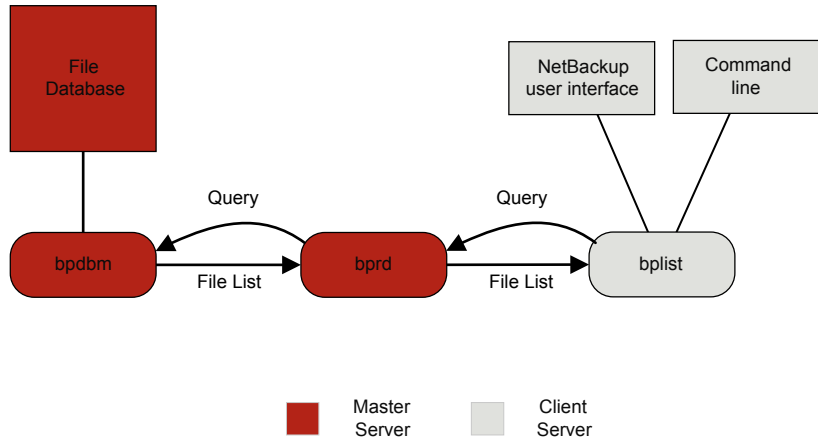 File
Database
NetBackup
user interface
Command
line
Query
Query
bpdbm
bprd
bplist
File List
File List
Master
Server
Client
Server